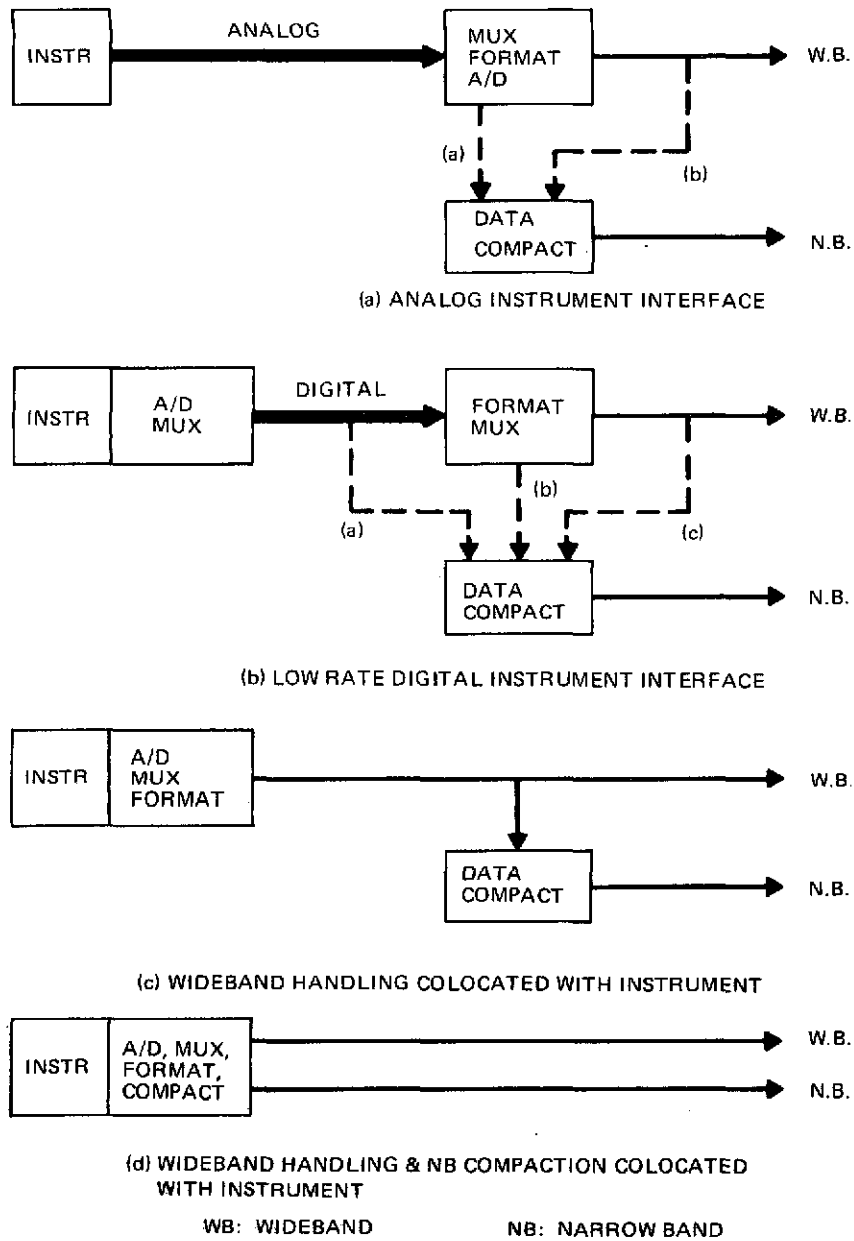 ANALOG
INSTR
MUX
FORMAT
A/D
W.B.
(a)
(b)
DATA
COMPACT
N.B.
(a) ANALOG INSTRUMENT INTERFACE
INSTR
A/D
MUX
DIGITAL
FORMAT
MUX
W.B.
(a)
(b)
(c)
DATA
COMPACT
N.B.
(b) LOW RATE DIGITAL INSTRUMENT INTERFACE
INSTR
A/D
MUX
FORMAT
W.B.
DATA
COMPACT
N.B.
(c) WIDEBAND HANDLING COLOCATED WITH INSTRUMENT
INSTR
A/D, MUX,
FORMAT,
COMPACT
W.B.
N.B.
(d) WIDEBAND HANDLING & NB COMPACTION COLOCATED
WITH INSTRUMENT
WB: WIDEBAND NB: NARROW BAND